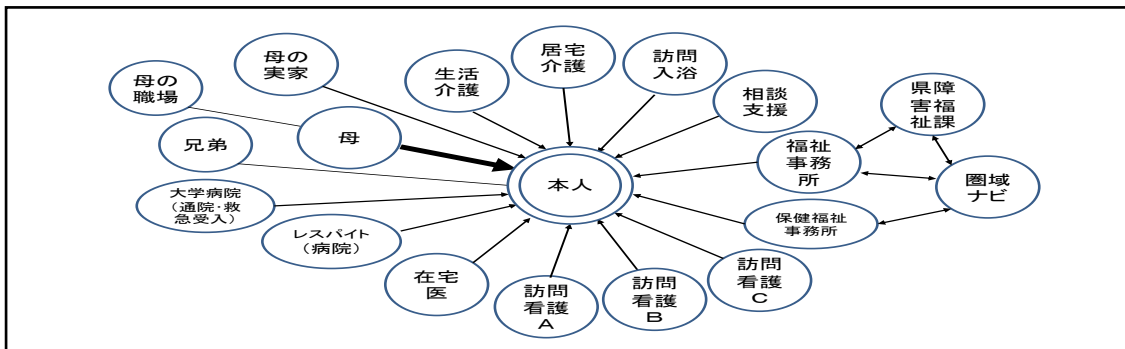 母の
職場
母の
実家
生活
介護
居宅
介護
訪問
入浴
相談
支援
県障
害福
祉課
兄弟
母
本人
福祉
事務
所
圏域
ナビ
大学病院
(通院・救
急受入)
レスパイト
(病院)
保健福祉
事務所
在宅
医
訪問
看護
A
訪問
看護
B
訪問
看護
C